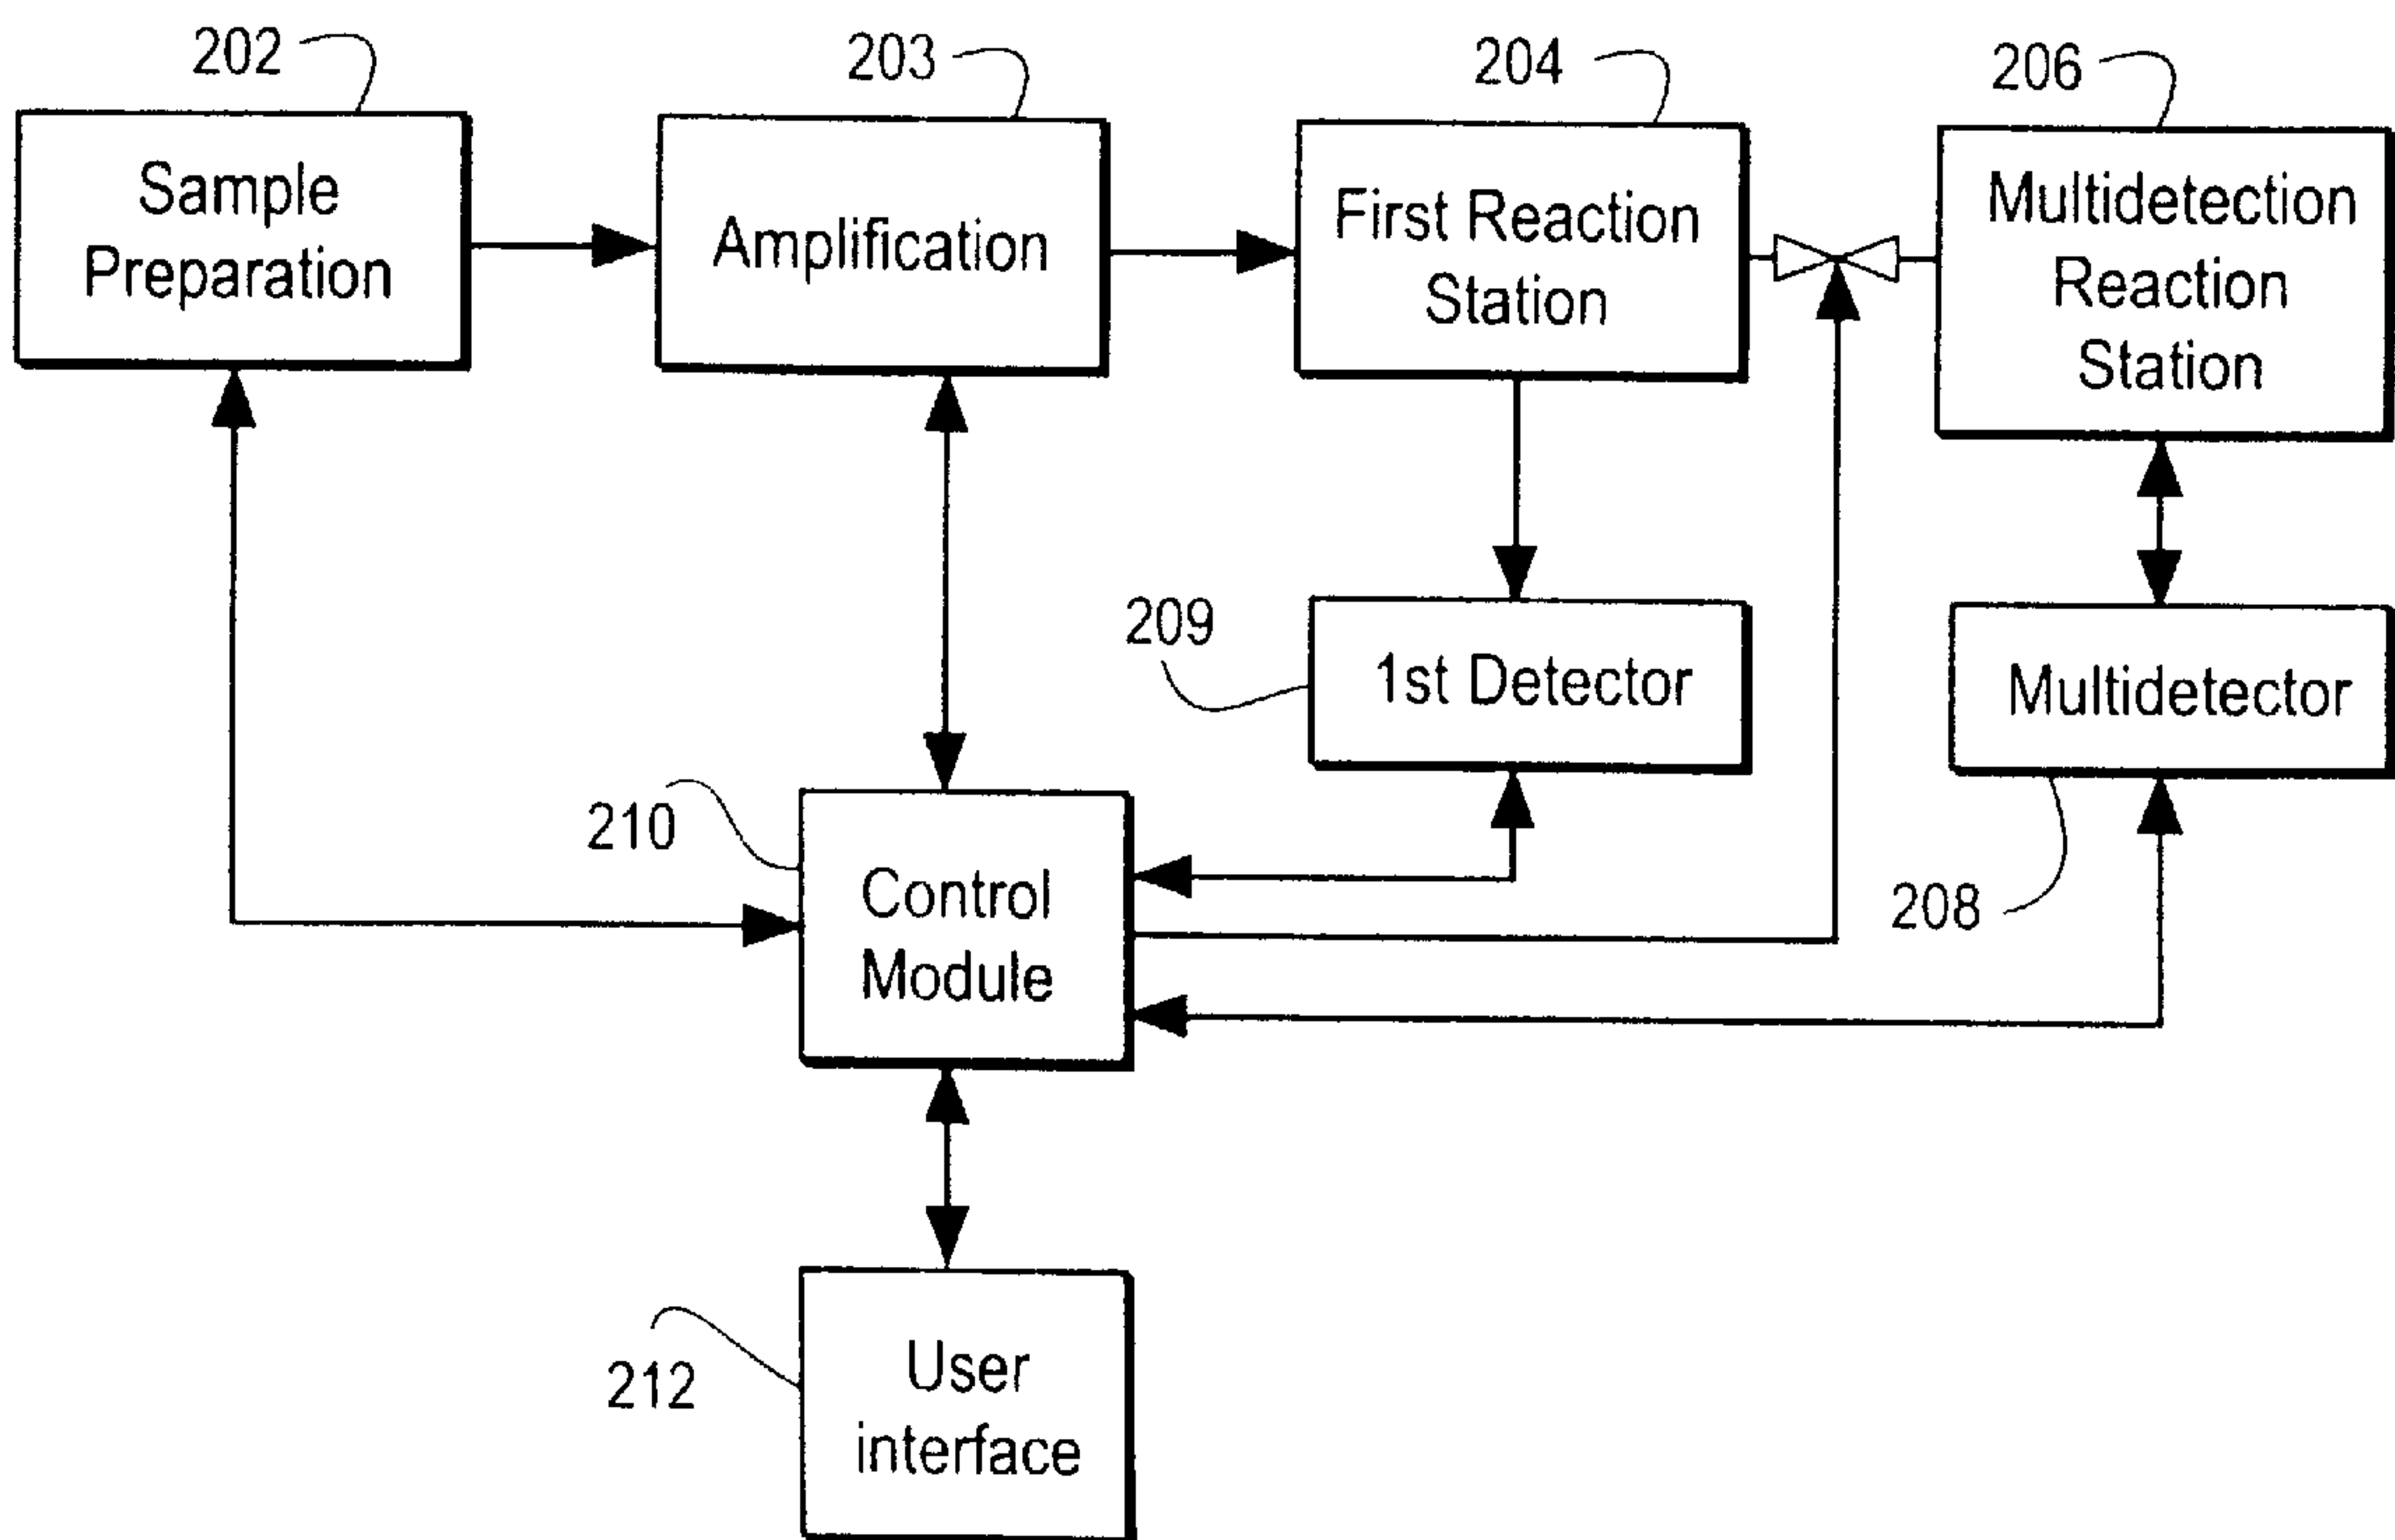 202
203
204
206
Sample
Preparation
Amplification
First Reaction
Station
Multidetection
Reaction
Station
209
1st Detector
Multidetector
210
Control
Module
208
212
User
interface